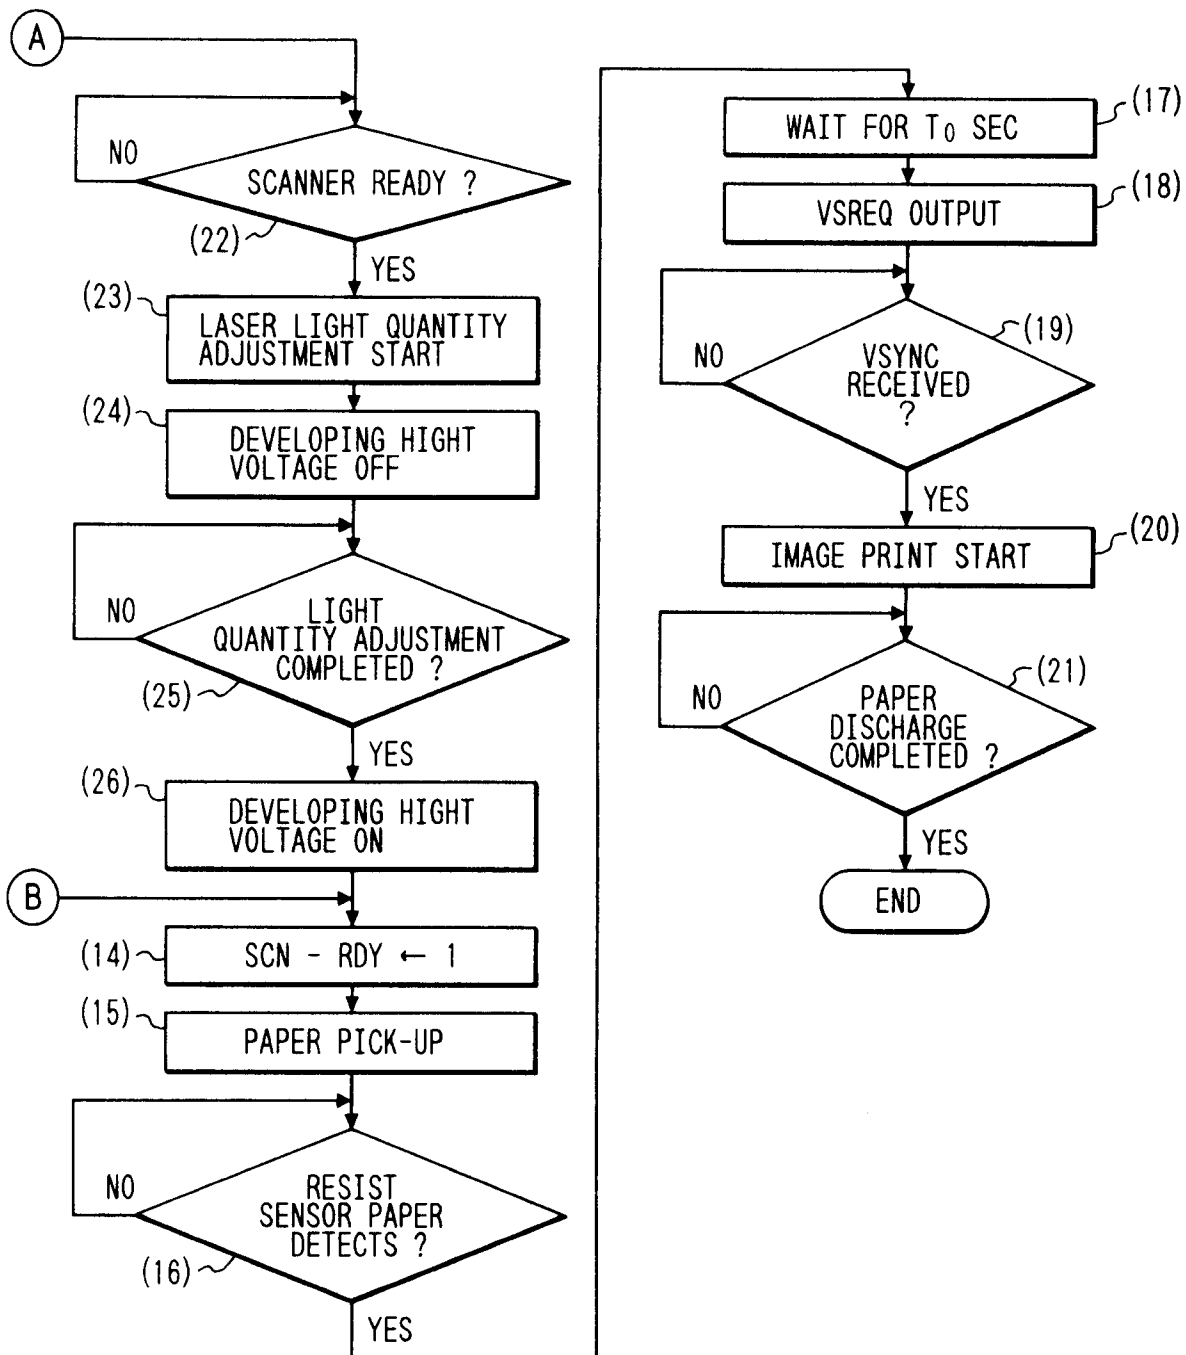 A
NO
SCANNER READY ?
(22)
YES
(23)
LASER LIGHT QUANTITY
ADJUSTMENT START
(24)
DEVELOPING HIGHT
VOLTAGE OFF
NO
LIGHT
QUANTITY ADJUSTMENT
COMPLETED ?
(25)
YES
(26)
DEVELOPING HIGHT
VOLTAGE ON
B
(14)
SCN - RDY ← 1
(15)
PAPER PICK-UP
NO
RESIST
SENSOR PAPER
DETECTS ?
(16)
YES
(17)
WAIT FOR T0 SEC
(18)
VSREQ OUTPUT
(19)
NO
VSYNC
RECEIVED
?
YES
(20)
IMAGE PRINT START
(21)
NO
PAPER
DISCHARGE
COMPLETED ?
YES
END